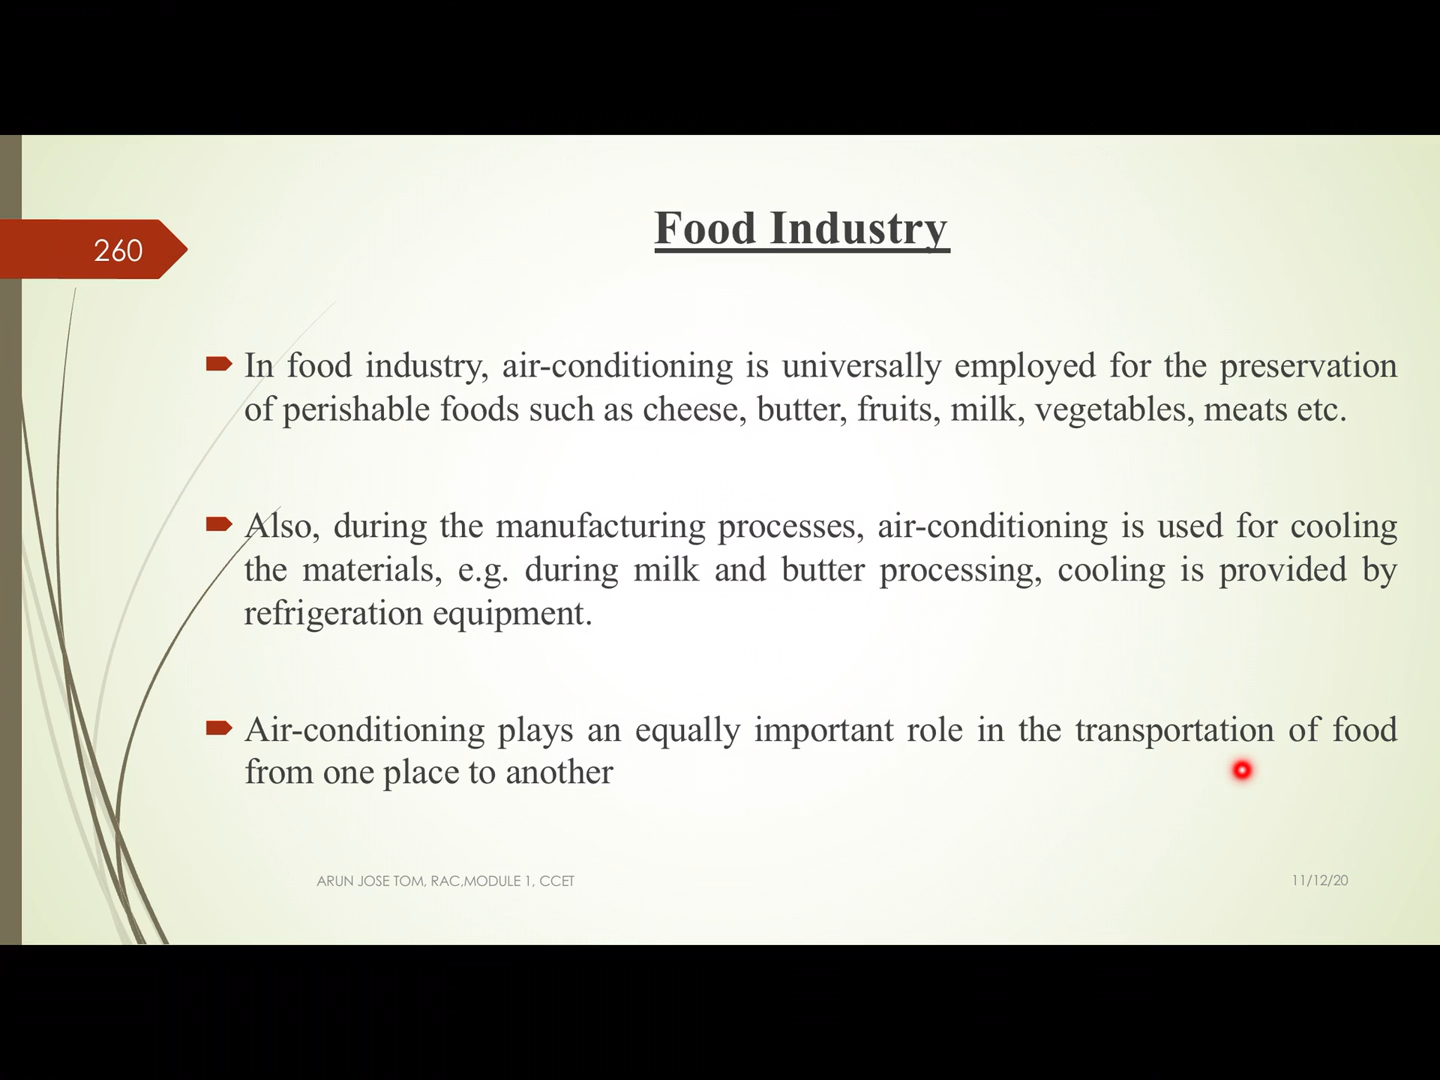 Food Industry
260
In food industry, air-conditioning is universally employed for the preservation
of perishable foods such as cheese, butter, fruits, milk, vegetables, meats etc.
Also, during the manufacturing processes, air-conditioning is used for cooling
the materials, e.g. during milk and butter processing, cooling is provided by
refrigeration equipment.
Air-conditioning plays an equally important role in the transportation of food
from one place to another
ARUN JOSE TOM, RAC,MODULE 1, CCET
11/12/20